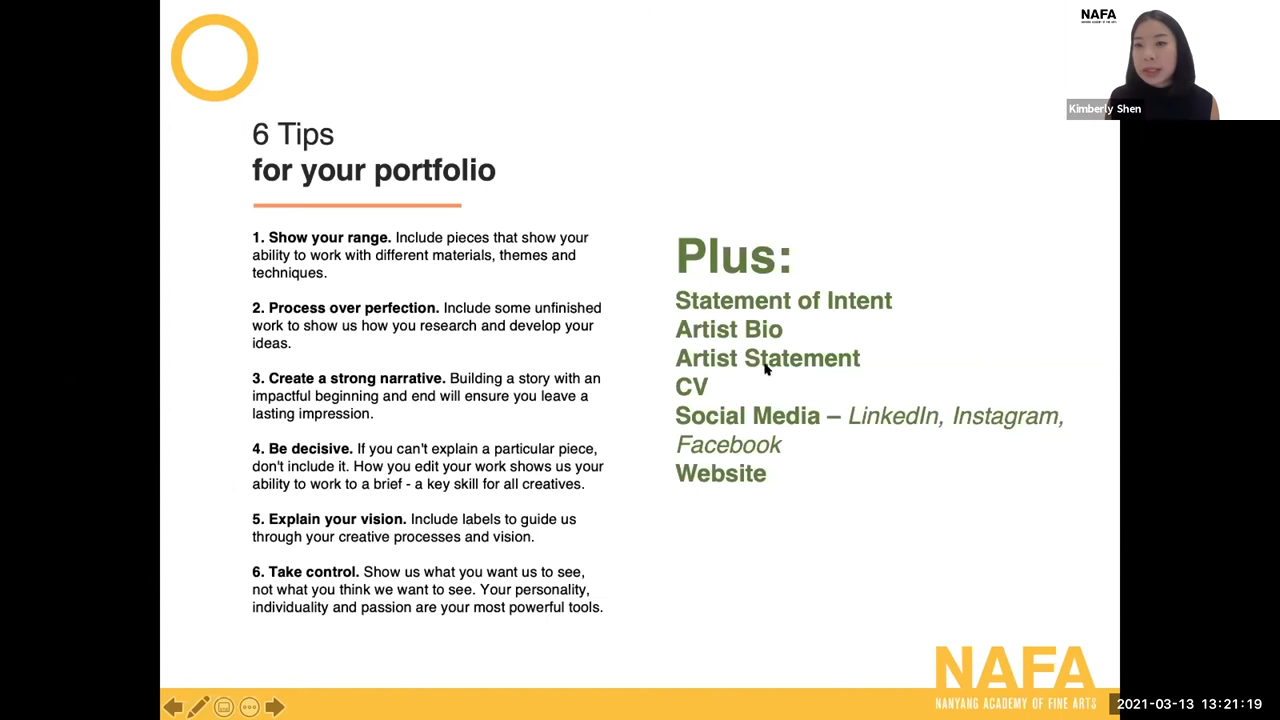 NAFA
Kimberly Shen
6 Tips
for your portfolio
1. Show your range. Include pieces that show your
ability to work with different materials, themes and
techniques.
2. Process over perfection. Include some unfinished
work to show us how you research and develop your
ideas.
3. Create a strong narrative. Building a story with an
impactful beginning and end will ensure you leave a
lasting impression.
4. Be decisive. If you can't explain a particular piece,
don't include it. How you edit your work shows us your
ability to work to a brief - a key skill for all creatives.
5. Explain your vision. Include labels to guide us
through your creative processes and vision.
6. Take control. Show us what you want us to see,
not what you think we want to see. Your personality,
individuality and passion are your most powerful tools.
Plus:
Statement of Intent
Artist Bio
Artist Statement
CV
Social Media – LinkedIn, Instagram,
Facebook
Website
NAFA
NANYANG ACADEMY OF FINE ARTS
2021-03-13 13:21:19